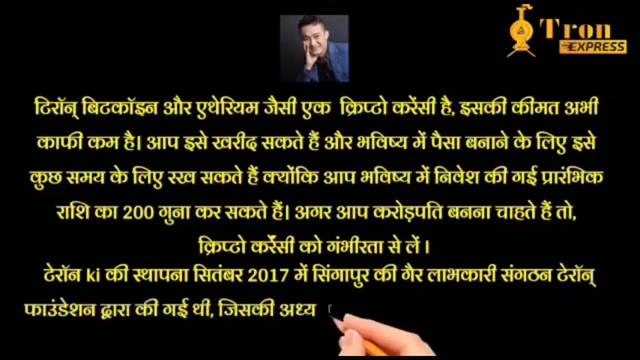 Tron
EXPRESS
टिरॉन् बिटकॉइन और एथेरियम जैसी एक क्रिप्टो करेंसी है, इसकी कीमत अभी
काफी कम है। आप इसे खरीद सकते हैं और भविष्य में पैसा बनाने के लिए इसे
कुछ समय के लिए रख सकते हैं क्योंकि आप भविष्य में निवेश की गई प्रारंभिक
राशि का 200 गुना कर सकते हैं। अगर आप करोड़पति बनना चाहते हैं तो,
क्रिप्टो करेंसी को गंभीरता से लें ।
टेरॉन ki की स्थापना सितंबर 2017 में सिंगापुर की गैर लाभकारी संगठन टेरॉन्
फाउंडेशन द्वारा की गई थी, जिसकी अध्य